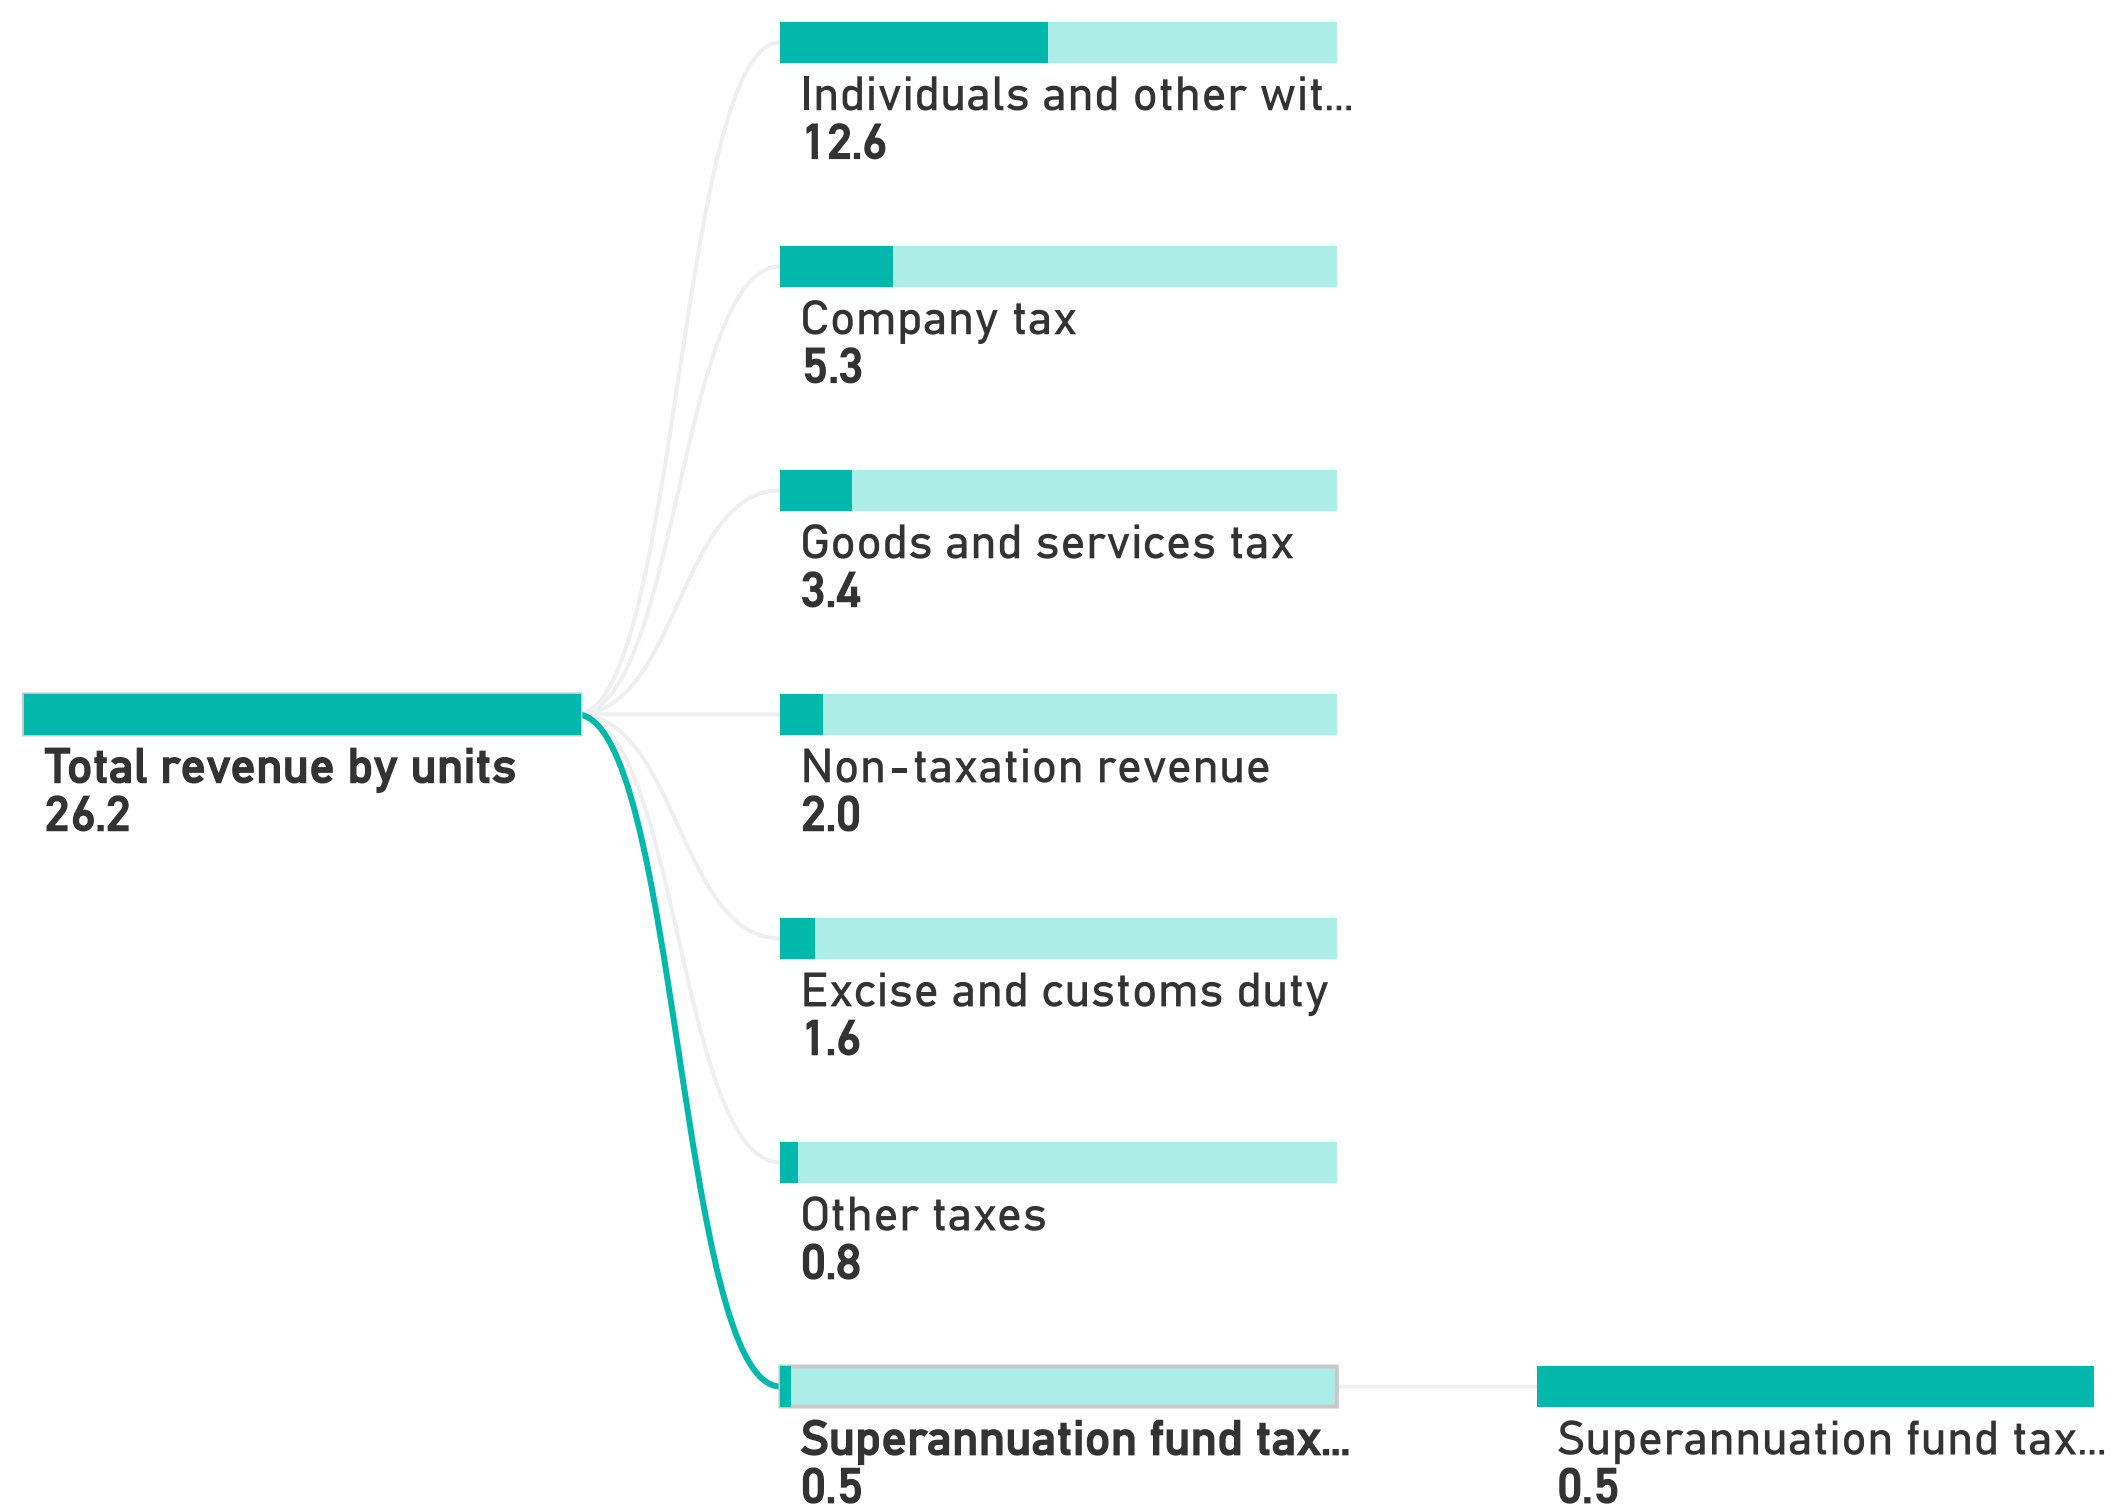 Individuals and other wit...
12.6
Company tax
5.3
Goods and services tax
3.4
Total revenue by units
26.2
Non-taxation revenue
2.0
Excise and customs duty
1.6
Other taxes
0.8
Superannuation fund tax...
0.5
Superannuation fund tax...
0.5